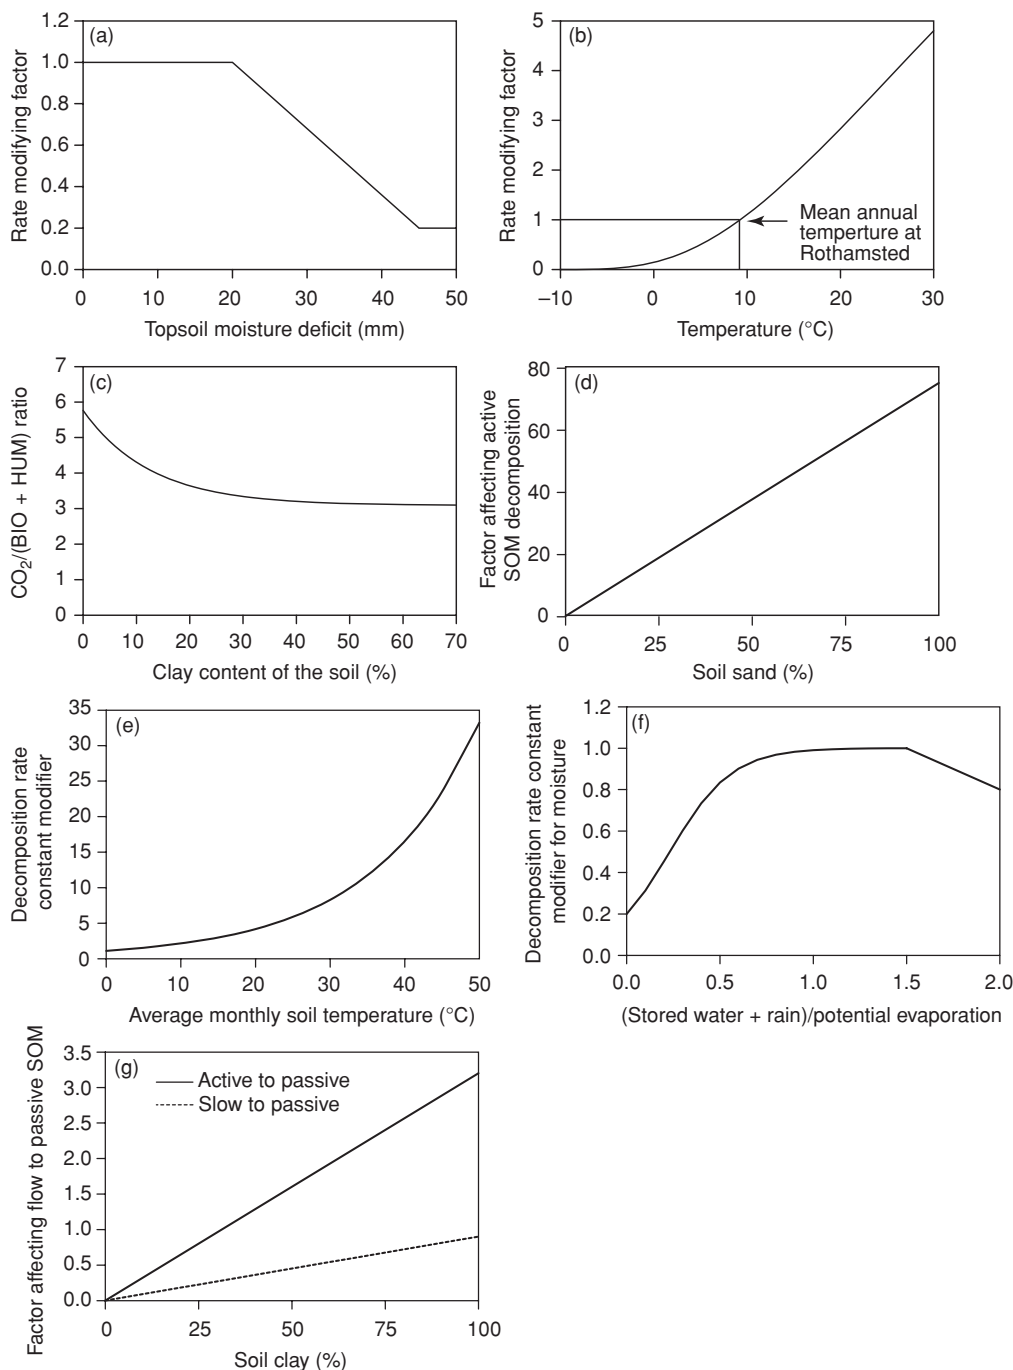 (a)
Rate modifying factor
1.2
1.0
0.8
0.6
0.4
0.2
0.0
0 10 20 30 40 50
Topsoil moisture deficit (mm)
(b)
Rate modifying factor
5
4
3
2
1
0
Mean annual
temperture at
Rothamsted
–10 0 10 20 30
Temperature (°C)
(c)
CO2/(BIO + HUM) ratio
7
6
5
4
3
2
1
0
0 10 20 30 40 50 60 70
Clay content of the soil (%)
(d)
Factor affecting active
SOM decomposition
80
60
40
20
0
0 25 50 75 100
Soil sand (%)
(e)
Decomposition rate
constant modifier
35
30
25
20
15
10
5
0
0 10 20 30 40 50
Average monthly soil temperature (°C)
(f)
Decomposition rate constant
modifier for moisture
1.2
1.0
0.8
0.6
0.4
0.2
0.0
0.0 0.5 1.0 1.5 2.0
(Stored water + rain)/potential evaporation
(g)
Factor affecting flow to passive SOM
3.5
3.0
2.5
2.0
1.5
1.0
0.5
0.0
Active to passive
Slow to passive
0 25 50 75 100
Soil clay (%)